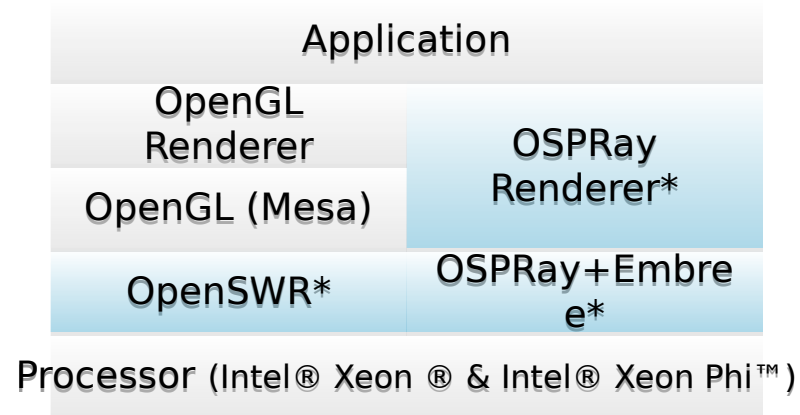 Application
OpenGL
Renderer
OSPRay
Renderer*
OpenGL (Mesa)
OpenSWR*
OSPRay+Embre
e*
Processor (Intel® Xeon ® & Intel® Xeon Phi™)